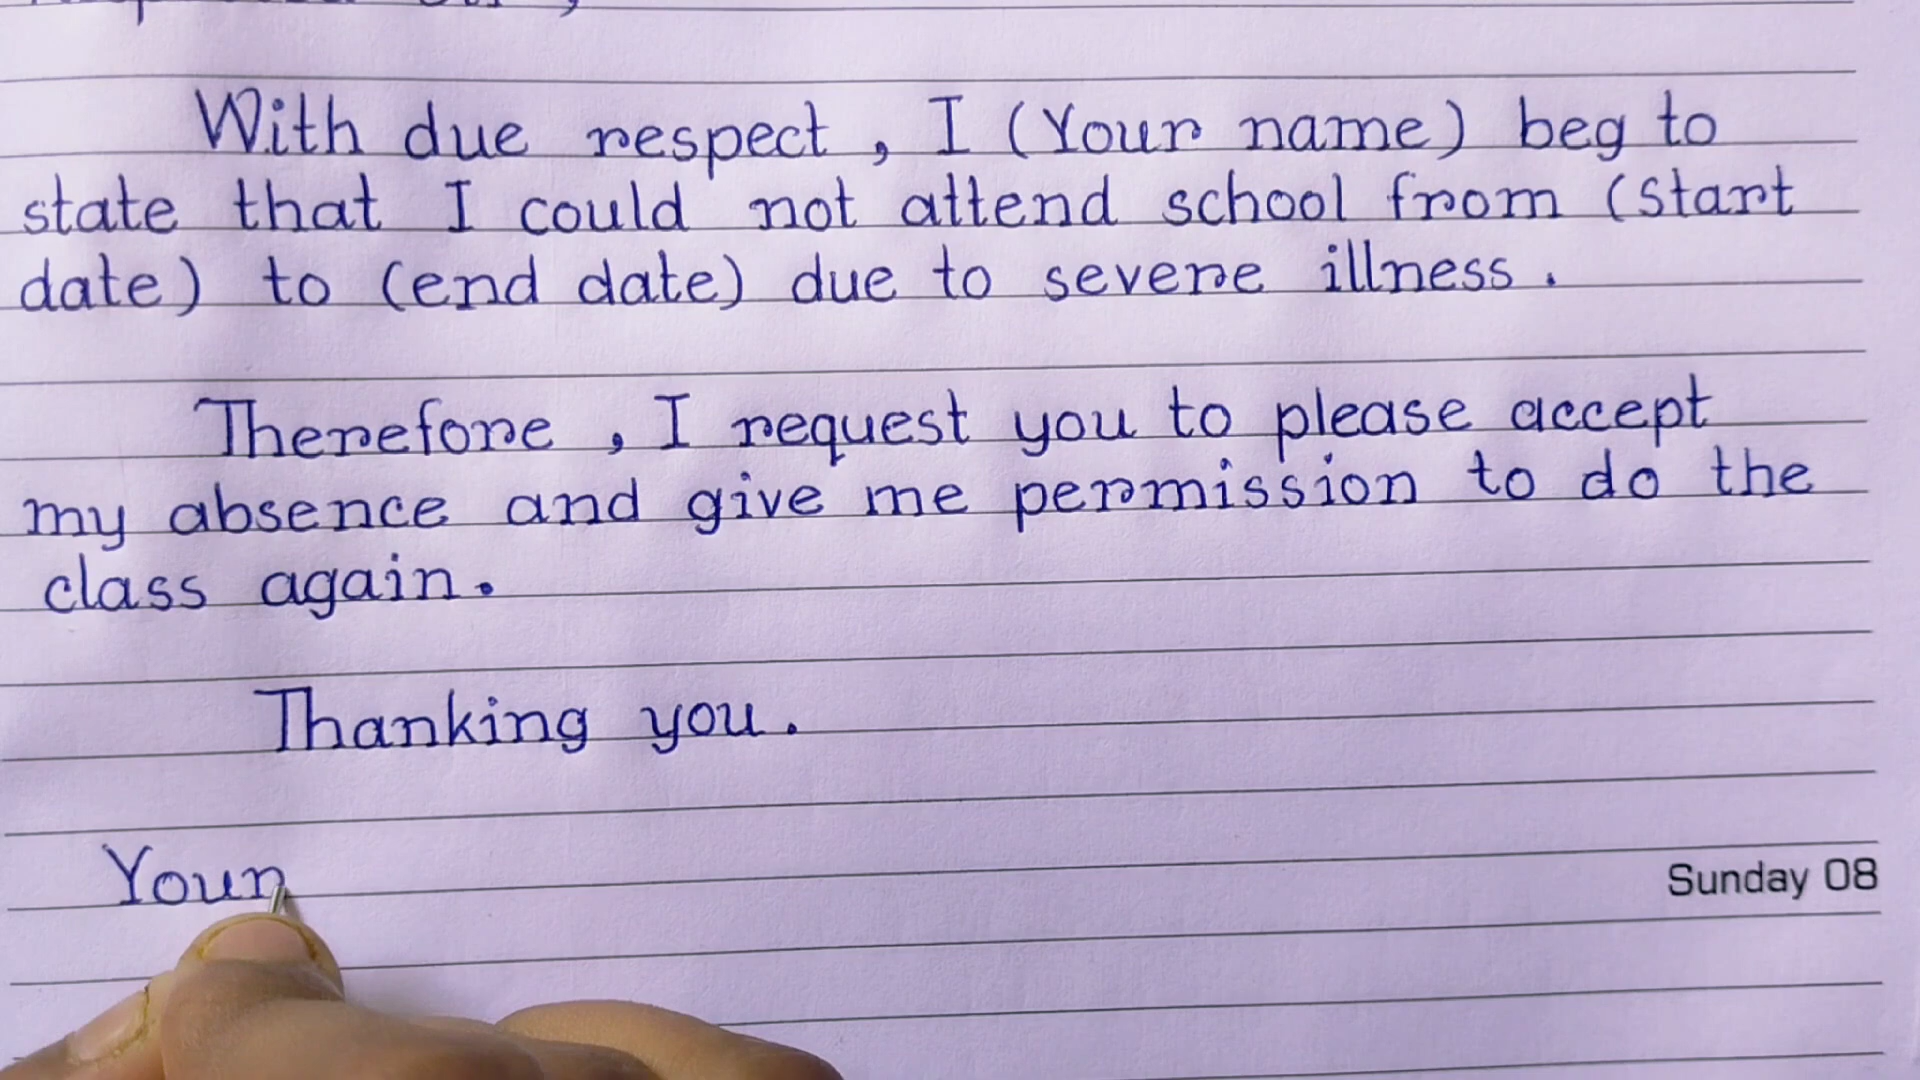 With due respect, I (Your name) beg to
state that I could not attend school from (start
date) to (end date) due to severe illness.
Therefore, I request you to please accept
my absence and give me permission to do the
class again.
Thanking you.
Your
Sunday 08